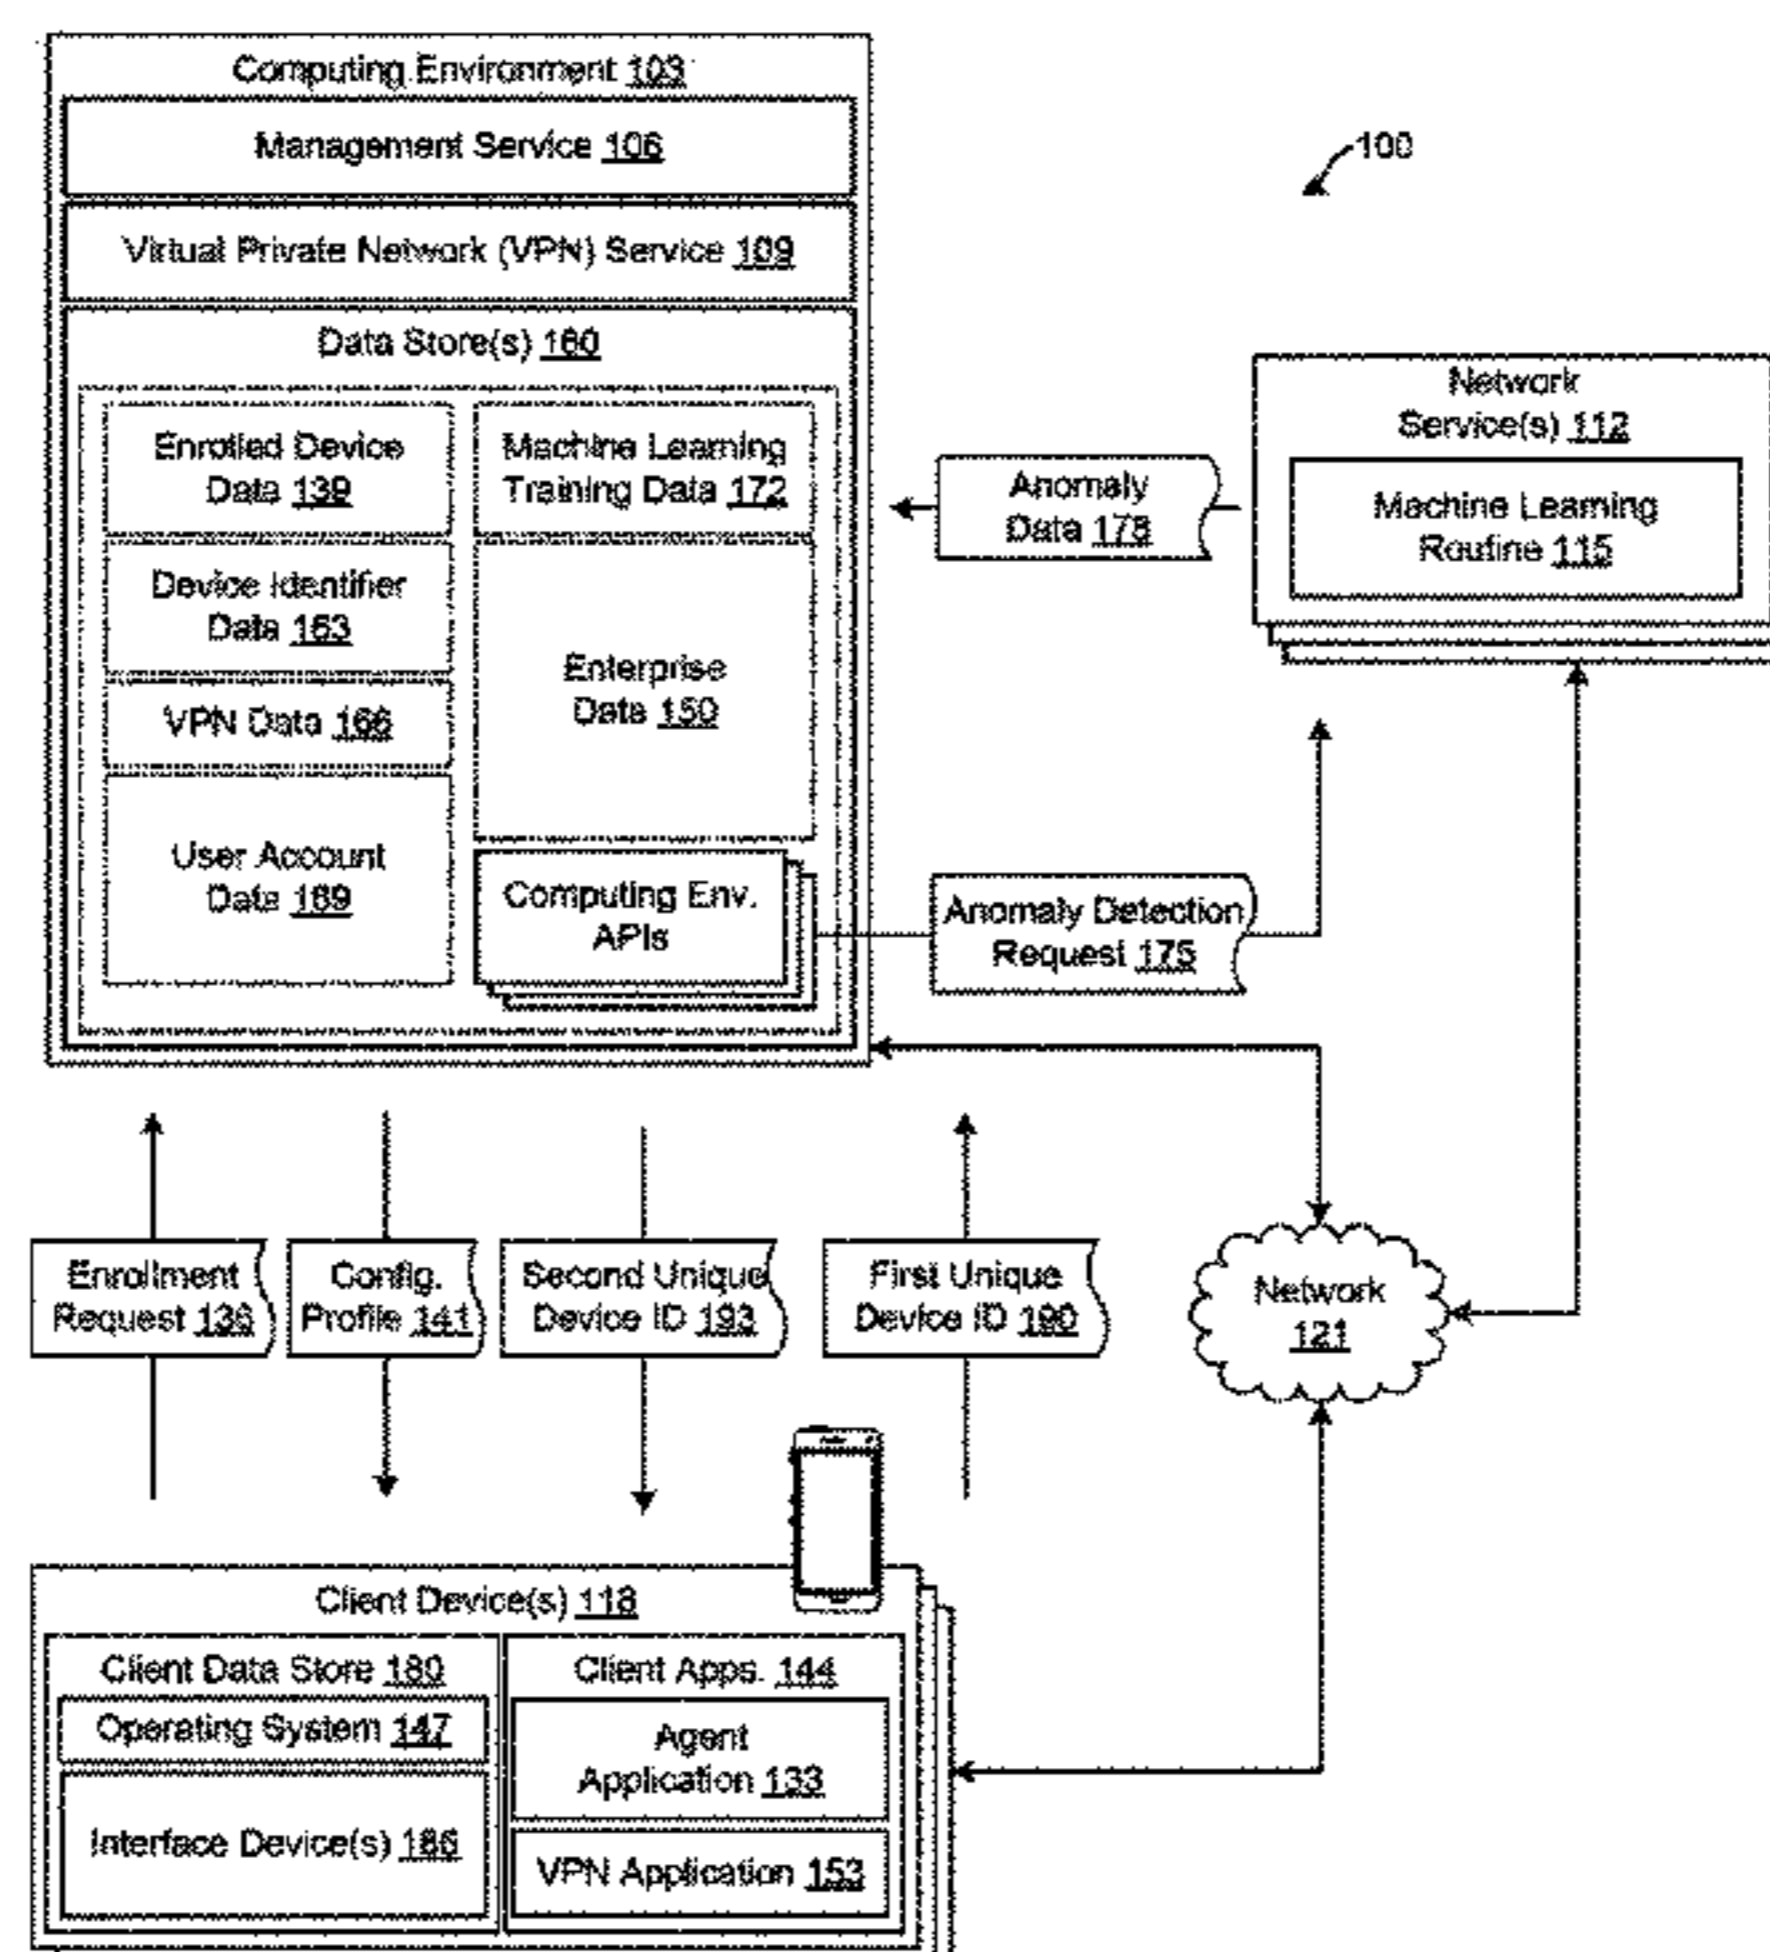 Computing Environment 103
Management Service 106
100
Virtual Private Network (VPN) Service 109
Data Store(s) 160
Enrolled Device
Data 139
Machine Learning
Training Data 172
Device Identifier
Data 163
VPN Data 166
Enterprise
Data 150
User Account
Data 169
Computing Env.
APIs
Network
Service(s) 112
Machine Learning
Routine 115
Anomaly
Data 178
Anomaly Detection
Request 175
Enrollment
Request 136
Config.
Profile 141
Second Unique
Device ID 193
First Unique
Device ID 190
Network
121
Client Device(s) 118
Client Data Store 180
Operating System 147
Interface Device(s) 186
Client Apps. 144
Agent
Application 133
VPN Application 153